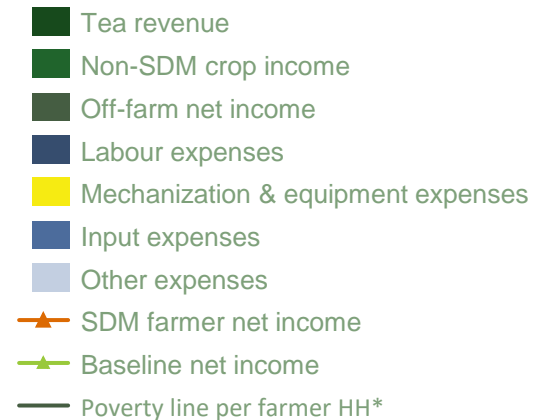 Tea revenue
Non-SDM crop income
Off-farm net income
Labour expenses
Mechanization & equipment expenses
Input expenses
Other expenses
SDM farmer net income
Baseline net income
Poverty line per farmer HH*